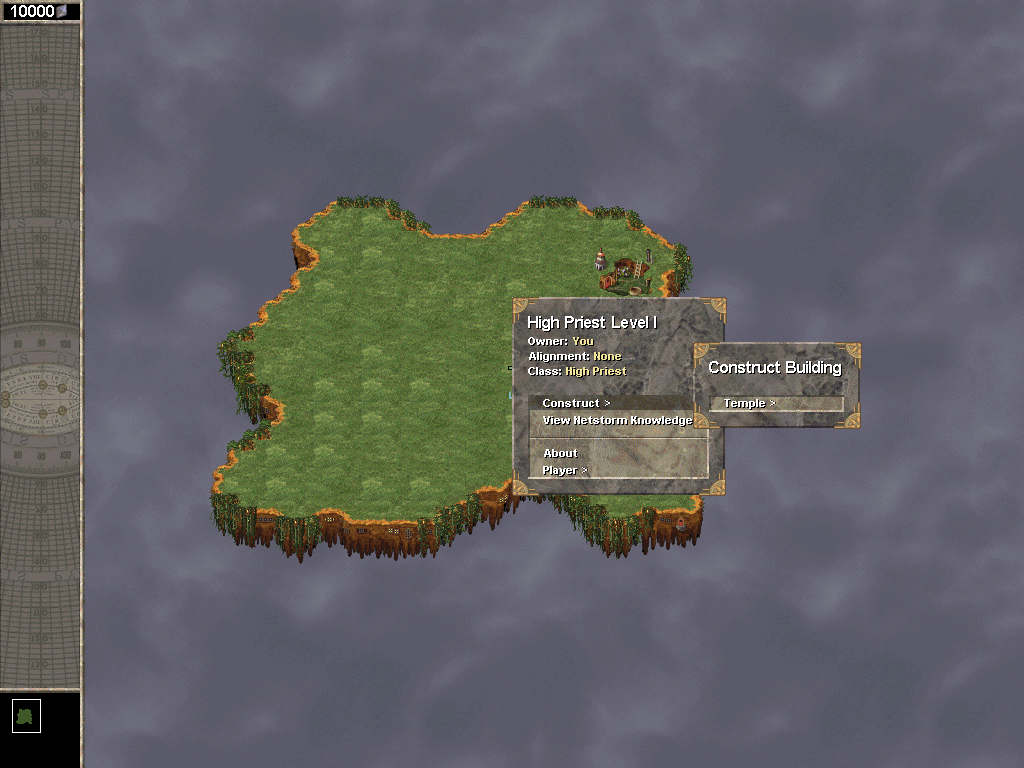 10000
High Priest Level I
Owner: You
Alignment: None
Class: High Priest
Construct >
View Netstorm Knowledge
About
Player >
Construct Building
Temple >